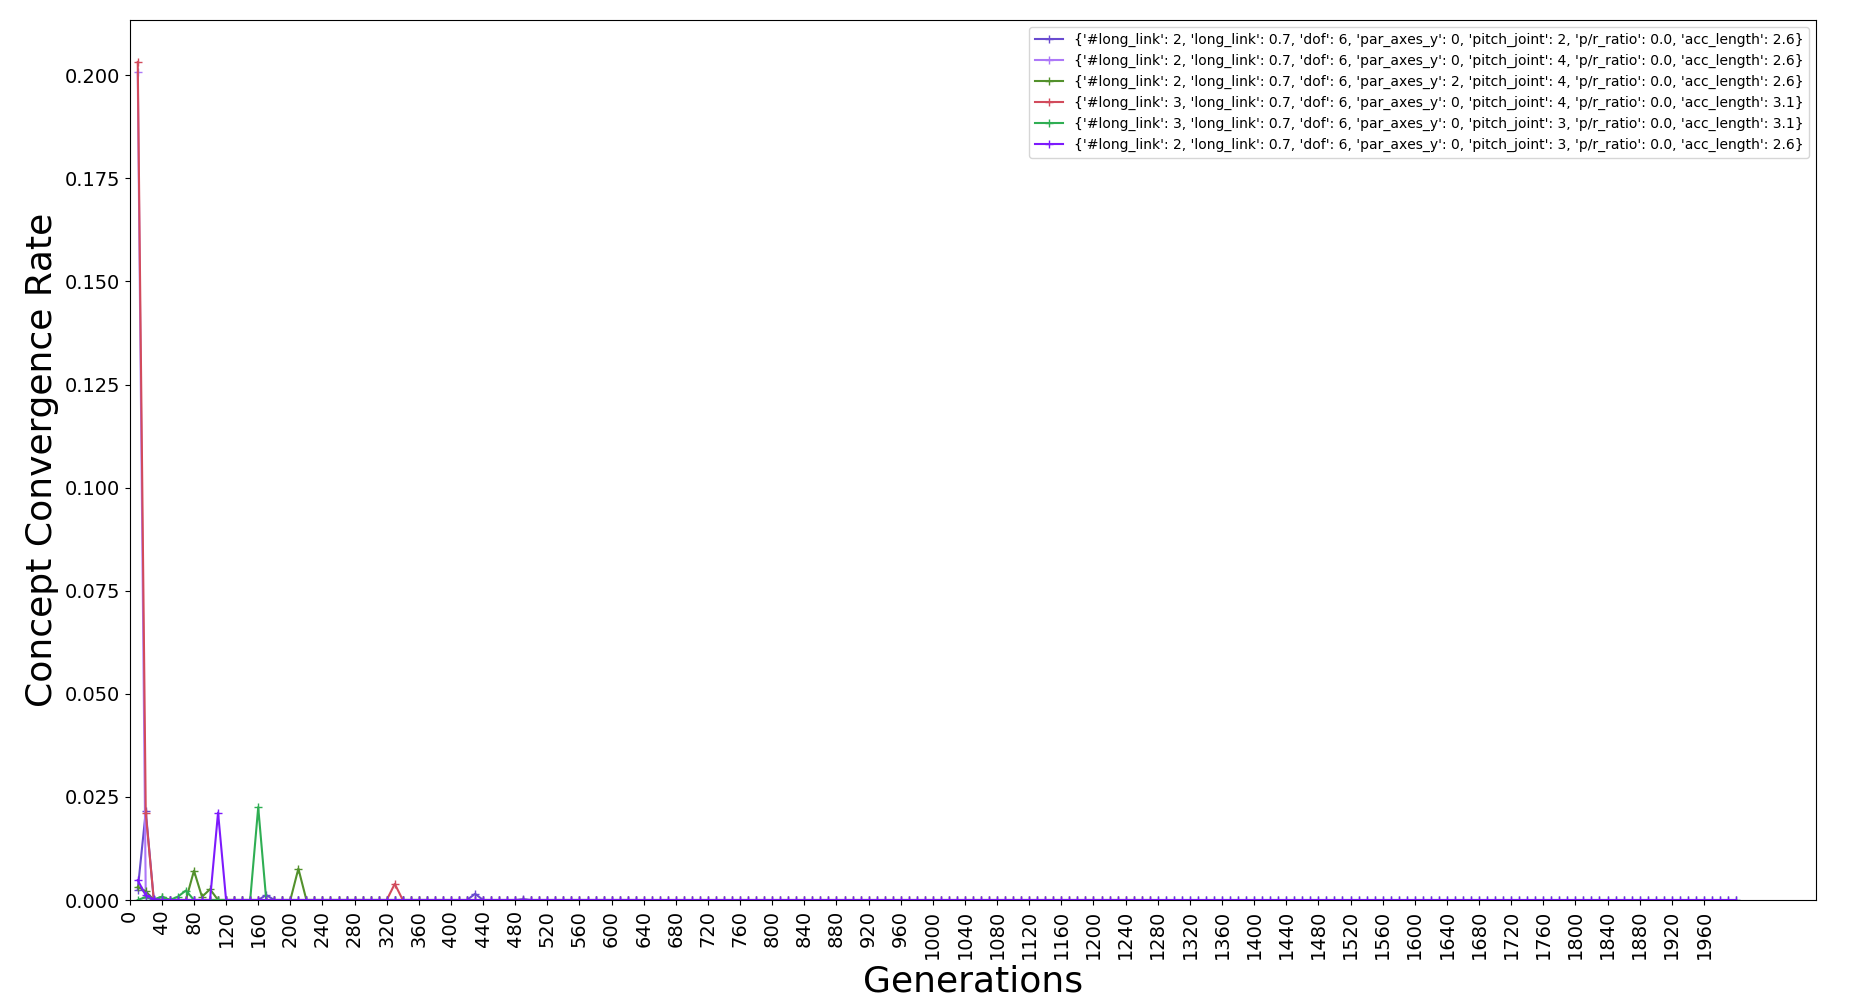 {'#long_link': 2, 'long_link': 0.7, 'dof': 6, 'par_axes_y': 0, 'pitch_joint': 2, 'p/r_ratio': 0.0, 'acc_length': 2.6}
{'#long_link': 2, 'long_link': 0.7, 'dof': 6, 'par_axes_y': 0, 'pitch_joint': 4, 'p/r_ratio': 0.0, 'acc_length': 2.6}
{'#long_link': 2, 'long_link': 0.7, 'dof': 6, 'par_axes_y': 2, 'pitch_joint': 4, 'p/r_ratio': 0.0, 'acc_length': 2.6}
{'#long_link': 3, 'long_link': 0.7, 'dof': 6, 'par_axes_y': 0, 'pitch_joint': 4, 'p/r_ratio': 0.0, 'acc_length': 3.1}
{'#long_link': 3, 'long_link': 0.7, 'dof': 6, 'par_axes_y': 0, 'pitch_joint': 3, 'p/r_ratio': 0.0, 'acc_length': 3.1}
{'#long_link': 2, 'long_link': 0.7, 'dof': 6, 'par_axes_y': 0, 'pitch_joint': 3, 'p/r_ratio': 0.0, 'acc_length': 2.6}
Concept Convergence Rate
0.200
0.175
0.150
0.125
0.100
0.075
0.050
0.025
0.000
0 40 80 120 160 200 240 280 320 360 400 440 480 520 560 600 640 680 720 760 800 840 880 920 960 1000 1040 1080 1120 1160 1200 1240 1280 1320 1360 1400 1440 1480 1520 1560 1600 1640 1680 1720 1760 1800 1840 1880 1920 1960
Generations